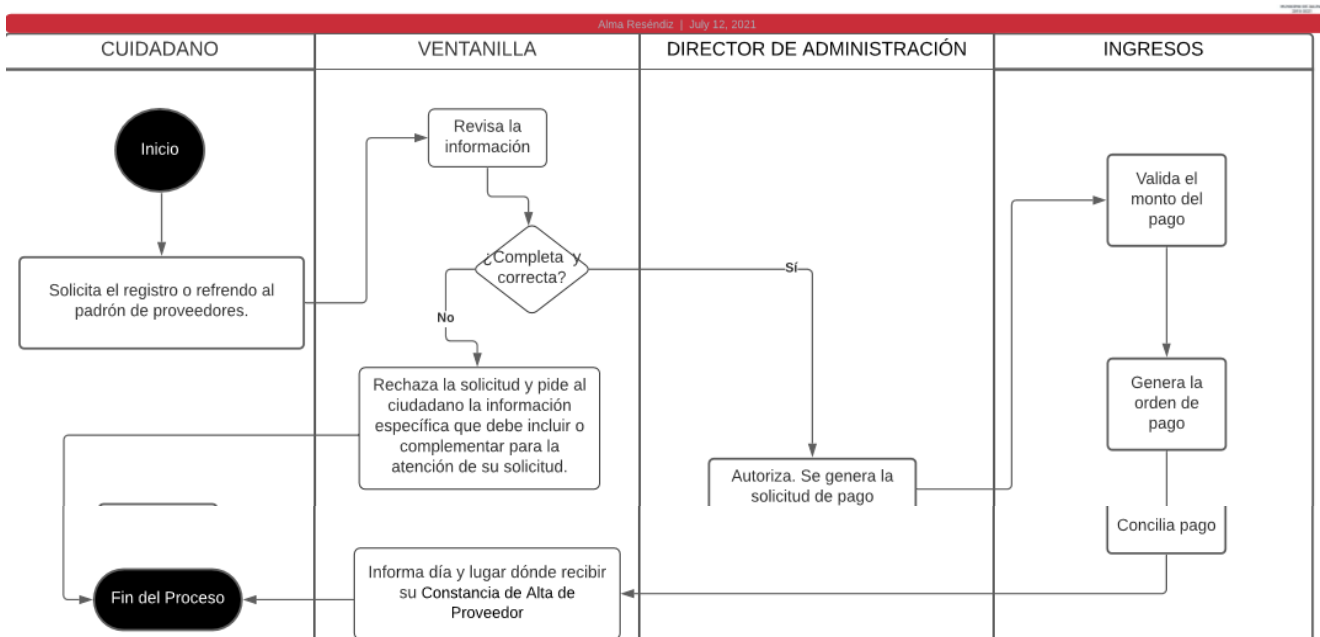 Alma Reséndiz | July 12, 2021
CUIDADANO
VENTANILLA
DIRECTOR DE ADMINISTRACIÓN
INGRESOS
Inicio
Solicita el registro o refrendo al
padrón de proveedores.
Revisa la
información
¿Completa y
correcta?
Sí
No
Rechaza la solicitud y pide al
ciudadano la información
específica que debe incluir o
complementar para la
atención de su solicitud.
Autoriza. Se genera la
solicitud de pago
Valida el
monto del
pago
Genera la
orden de
pago
Concilia pago
Informa día y lugar dónde recibir
su Constancia de Alta de
Proveedor
Fin del Proceso